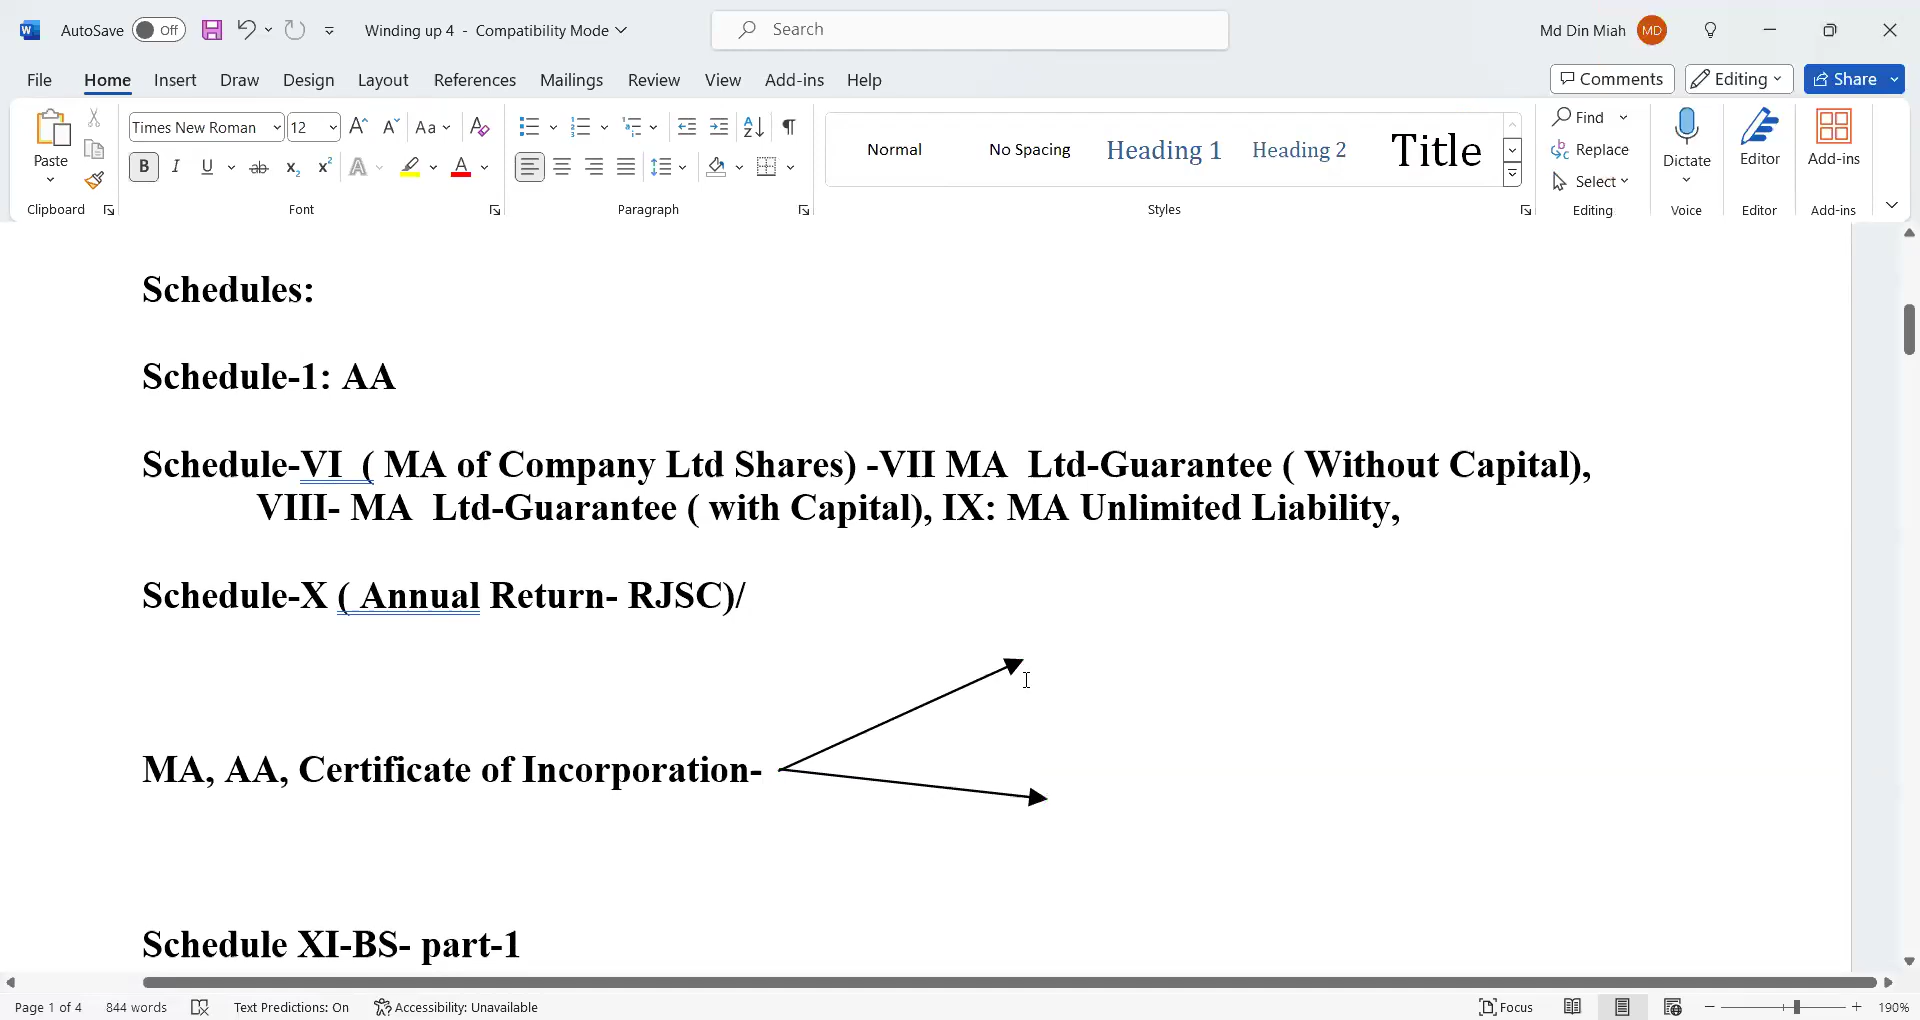 AutoSave Off Winding up 4 - Compatibility Mode Search Md Din Miah MD
File Home Insert Draw Design Layout References Mailings Review View Add-ins Help Comments Editing Share
Paste Times New Roman 12 Aa Normal No Spacing Heading 1 Heading 2 Title Find Replace Select Dictate Editor Add-ins
Clipboard Font Paragraph Styles Editing Voice Editor Add-ins
Schedules:
Schedule-1: AA
Schedule-VI ( MA of Company Ltd Shares) -VII MA Ltd-Guarantee ( Without Capital),
VIII- MA Ltd-Guarantee ( with Capital), IX: MA Unlimited Liability,
Schedule-X ( Annual Return- RJSC)/
MA, AA, Certificate of Incorporation-
Schedule XI-BS- part-1
Page 1 of 4 844 words Text Predictions: On Accessibility: Unavailable Focus 190%